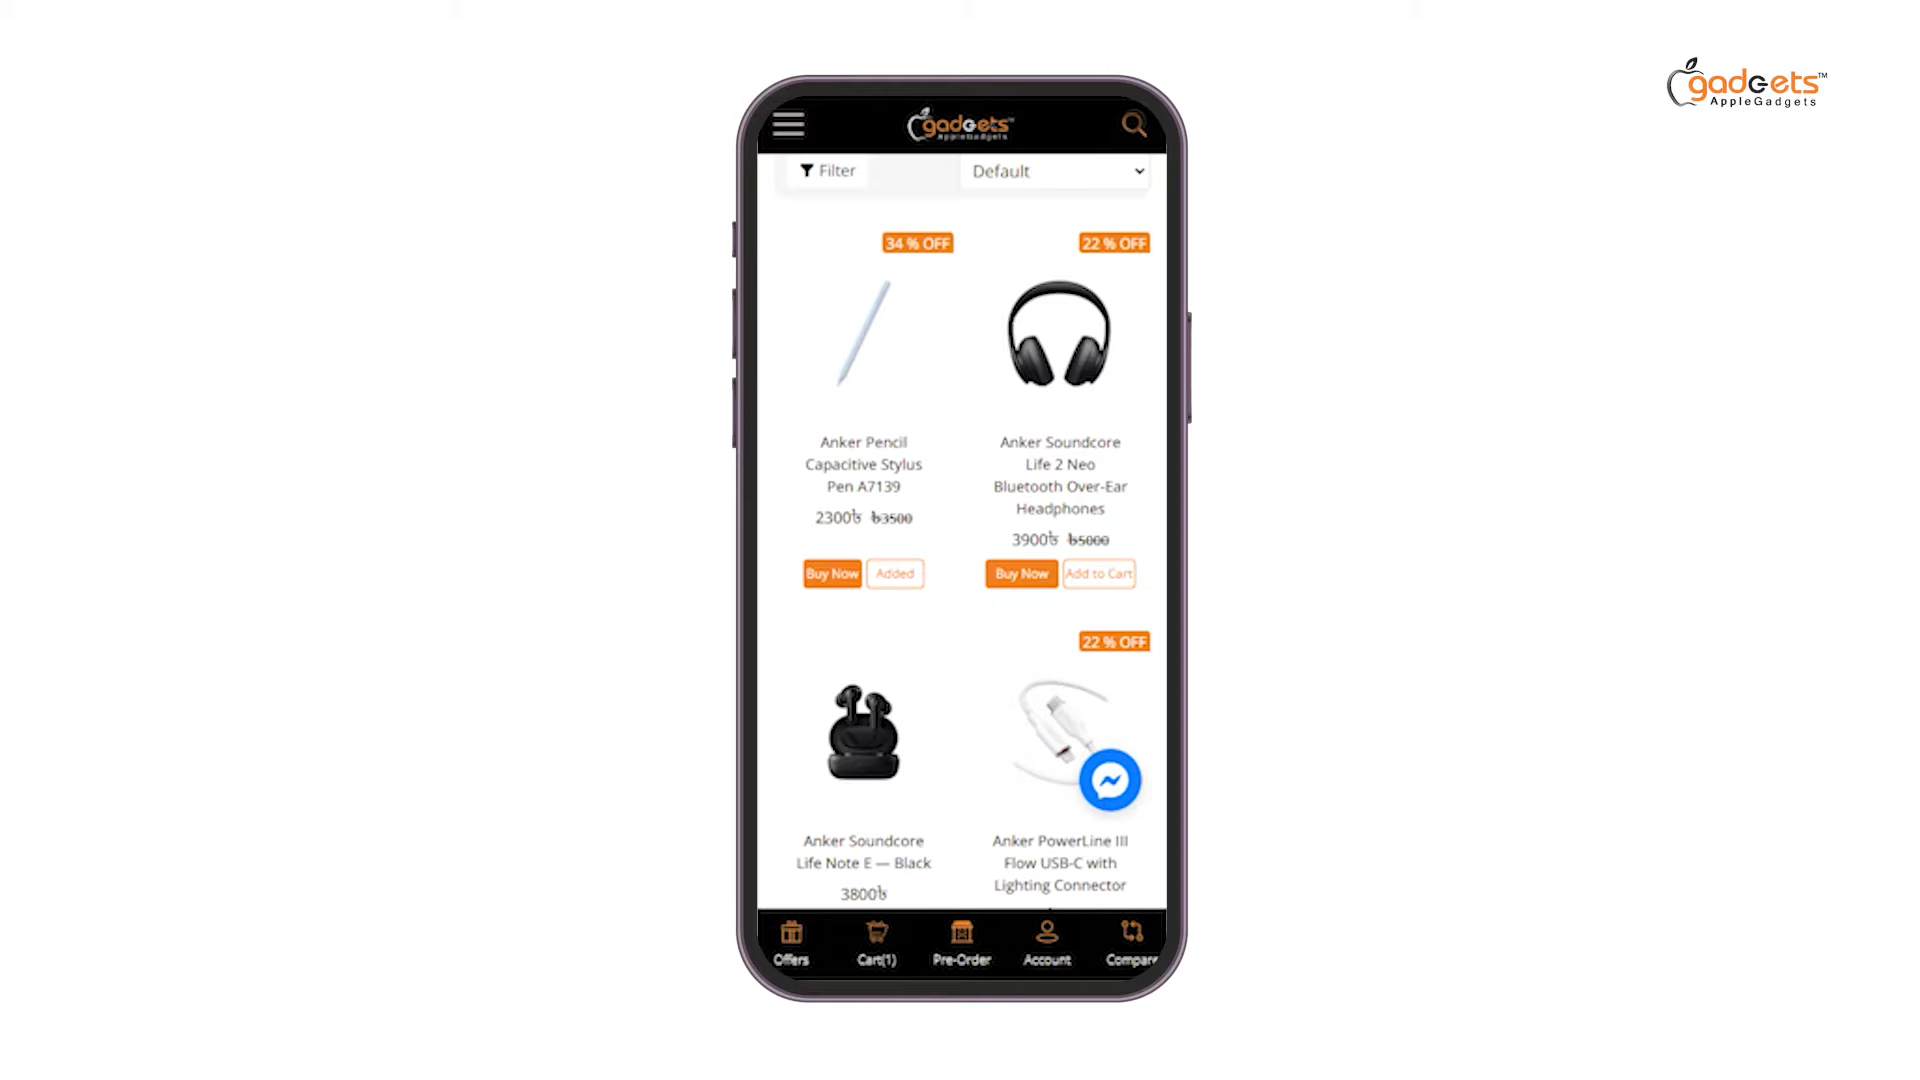 gadgets™
AppleGadgets
gadgets™
AppleGadgets
Filter
Default
34 % OFF
22 % OFF
Anker Pencil
Capacitive Stylus
Pen A7139
2300৳ ৳3500
Anker Soundcore
Life 2 Neo
Bluetooth Over-Ear
Headphones
3900৳ ৳5000
Buy Now
Added
Buy Now
Add to Cart
22 % OFF
Anker Soundcore
Life Note E — Black
3800৳
Anker PowerLine III
Flow USB-C with
Lighting Connector
Offers
Cart(1)
Pre-Order
Account
Compare